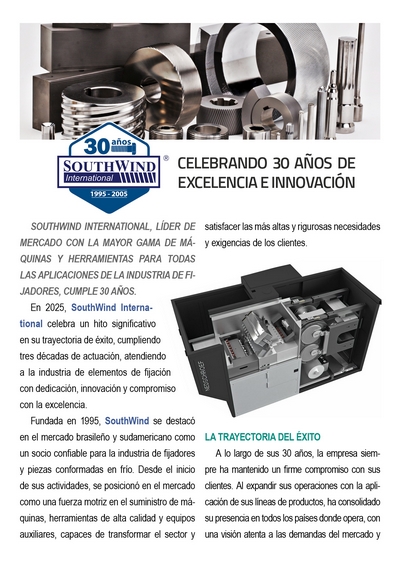 30 años
SOUTHWIND ®
International
1995 - 2005
CELEBRANDO 30 AÑOS DE
EXCELENCIA E INNOVACIÓN
SOUTHWIND INTERNATIONAL, LÍDER DE
MERCADO CON LA MAYOR GAMA DE MÁ-
QUINAS Y HERRAMIENTAS PARA TODAS
LAS APLICACIONES DE LA INDUSTRIA DE FI-
JADORES, CUMPLE 30 AÑOS.
En 2025, SouthWind Interna-
tional celebra un hito significativo
en su trayectoria de éxito, cumpliendo
tres décadas de actuación, atendiendo
a la industria de elementos de fijación
con dedicación, innovación y compromiso
con la excelencia.
Fundada en 1995, SouthWind se destacó
en el mercado brasileño y sudamericano como
un socio confiable para la industria de fijadores
y piezas conformadas en frío. Desde el inicio
de sus actividades, se posicionó en el mercado
como una fuerza motriz en el suministro de má-
quinas, herramientas de alta calidad y equipos
auxiliares, capaces de transformar el sector y
satisfacer las más altas y rigurosas necesidades
y exigencias de los clientes.
LA TRAYECTORIA DEL ÉXITO
A lo largo de sus 30 años, la empresa siem-
pre ha mantenido un firme compromiso con sus
clientes. Al expandir sus operaciones con la apli-
cación de sus líneas de productos, ha consolidado
su presencia en todos los países donde opera, con
una visión atenta a las demandas del mercado y